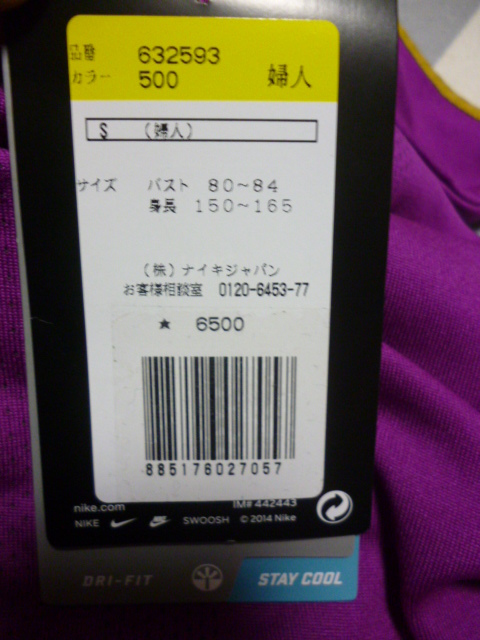 品番 632593
カラー 500 婦人
S （婦人）
サイズ バスト 80～84
身長 150～165
（株）ナイキジャパン
お客様相談室 0120-6453-77
★ 6500
885176027057
nike.com IM# 442443
NIKE SWOOSH © 2014 Nike
DRI-FIT STAY COOL